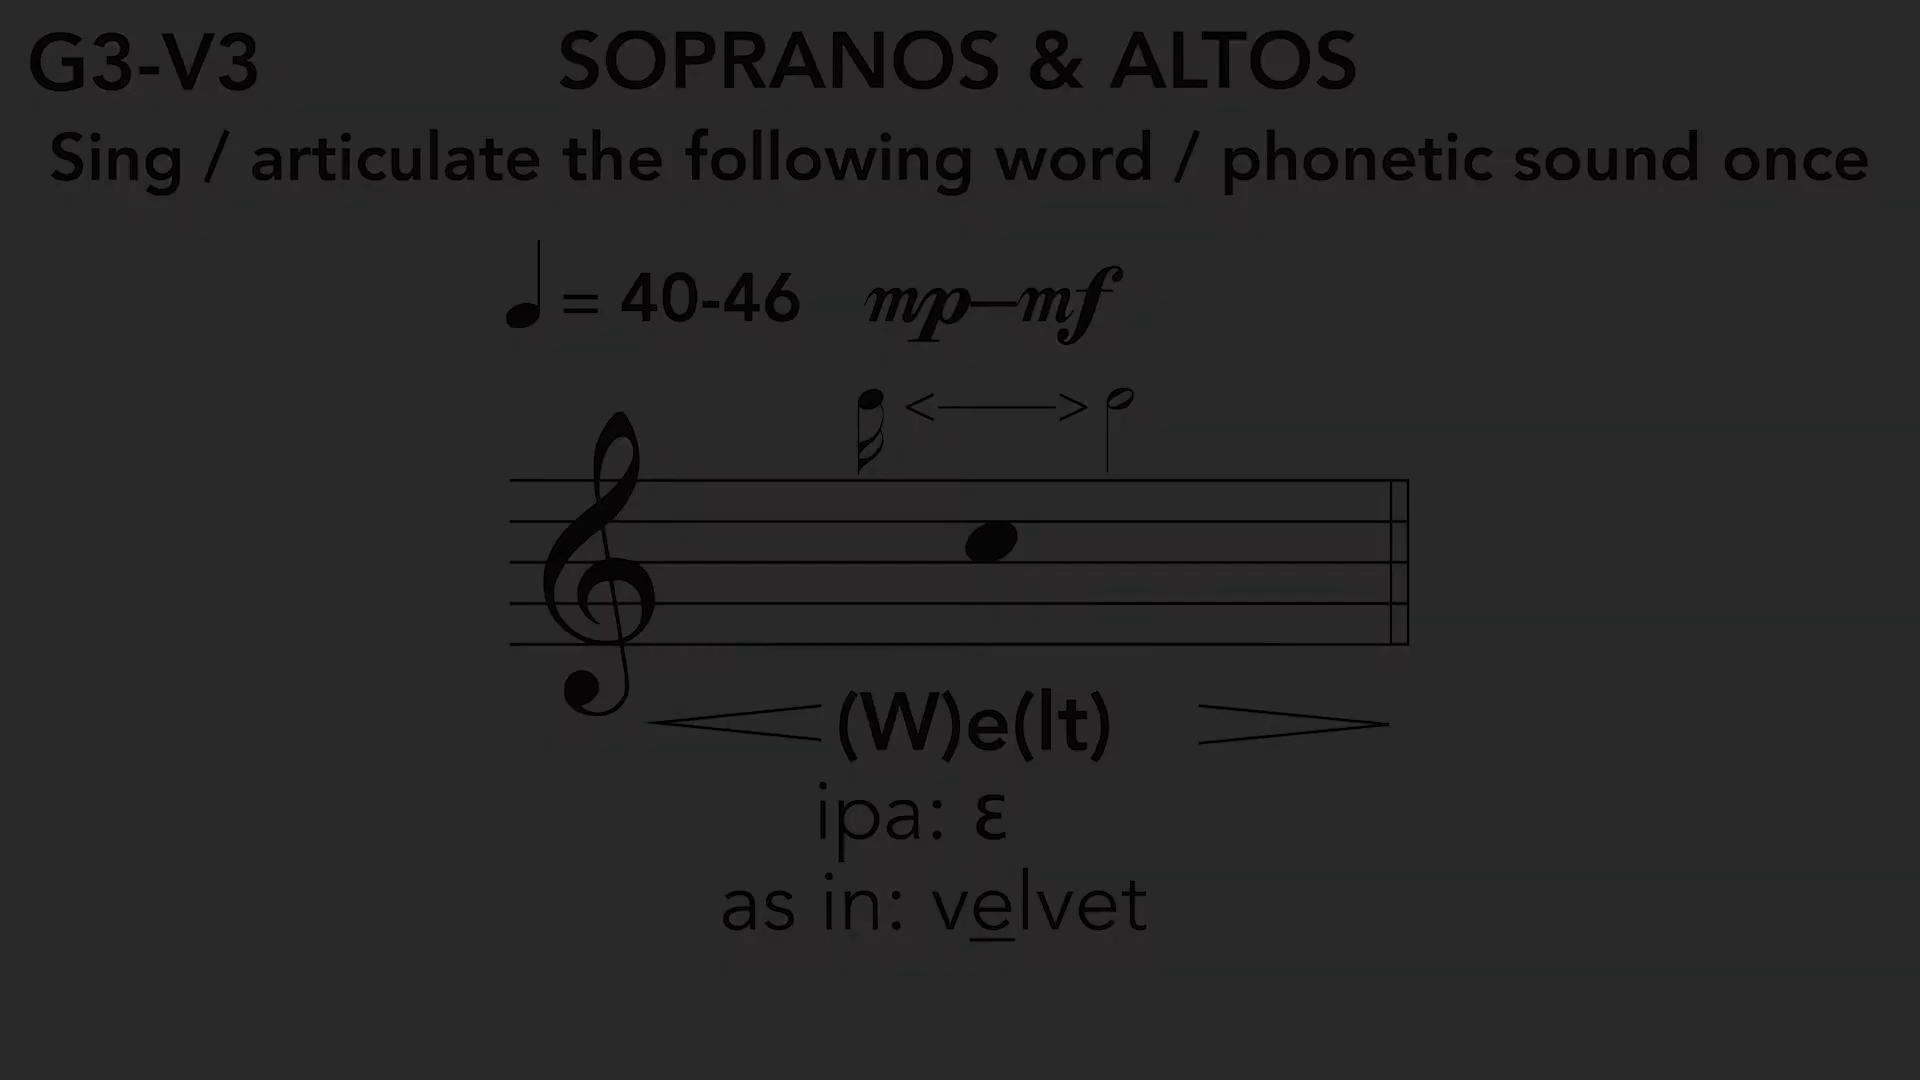 G3-V3 SOPRANOS & ALTOS
Sing / articulate the following word / phonetic sound once
= 40-46 mp–mf
(W)e(lt)
ipa: ɛ
as in: velvet